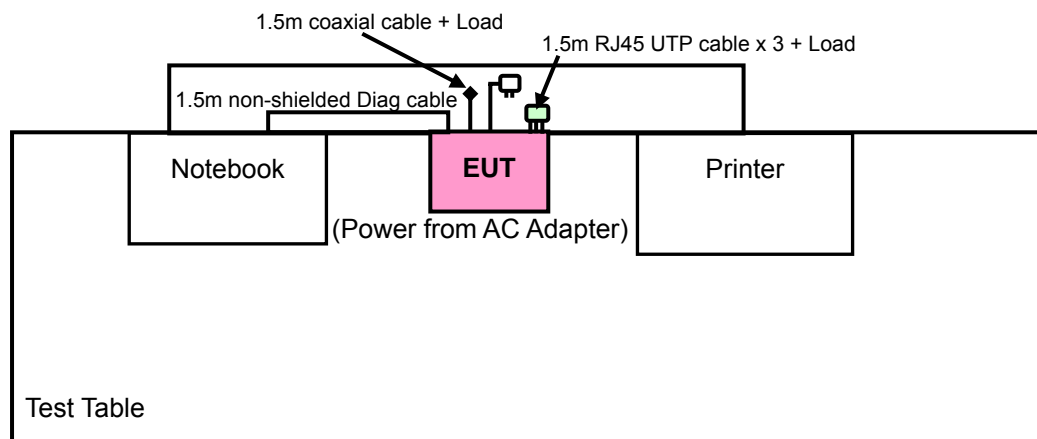 1.5m coaxial cable + Load
1.5m RJ45 UTP cable x 3 + Load
1.5m non-shielded Diag cable
Notebook
EUT
Printer
(Power from AC Adapter)
Test Table